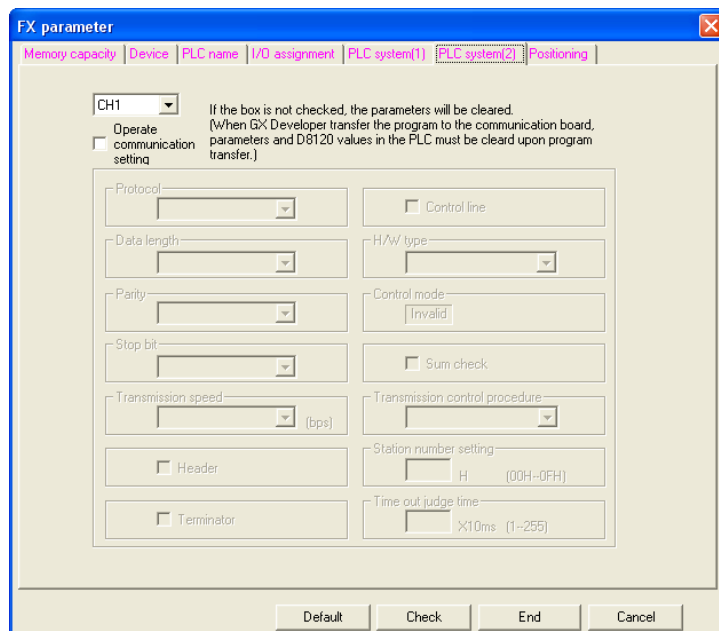 FX parameter
Memory capacity Device PLC name I/O assignment PLC system(1) PLC system(2) Positioning
CH1
If the box is not checked, the parameters will be cleared.
(When GX Developer transfer the program to the communication board,
parameters and D8120 values in the PLC must be cleard upon program
transfer.)
Operate
communication
setting
Protocol
Control line
Data length
H/W type
Parity
Control mode
Invalid
Stop bit
Sum check
Transmission speed
(bps)
Transmission control procedure
Header
Station number setting
H (00H--0FH)
Terminator
Time out judge time
X10ms (1--255)
Default Check End Cancel